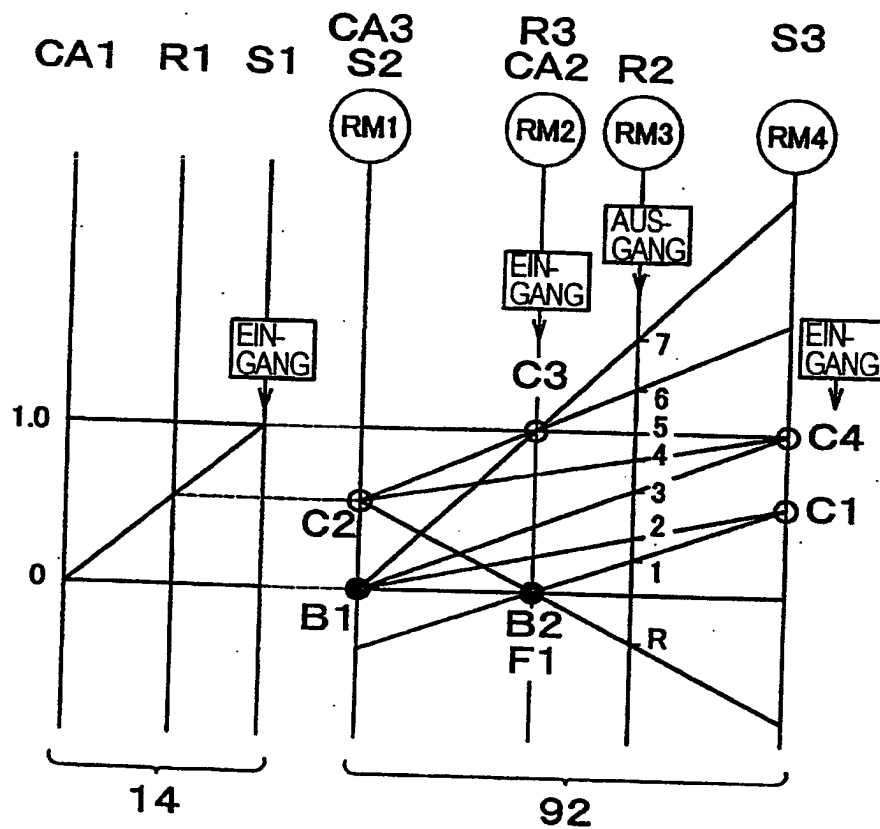 CA1 R1 S1
CA3
S2
R3
CA2
R2
S3
RM1
RM2
RM3
RM4
EIN-
GANG
EIN-
GANG
AUS-
GANG
EIN-
GANG
1.0
0
C3
C2
C4
C1
B1
B2
F1
7
6
5
4
3
2
1
R
14
92